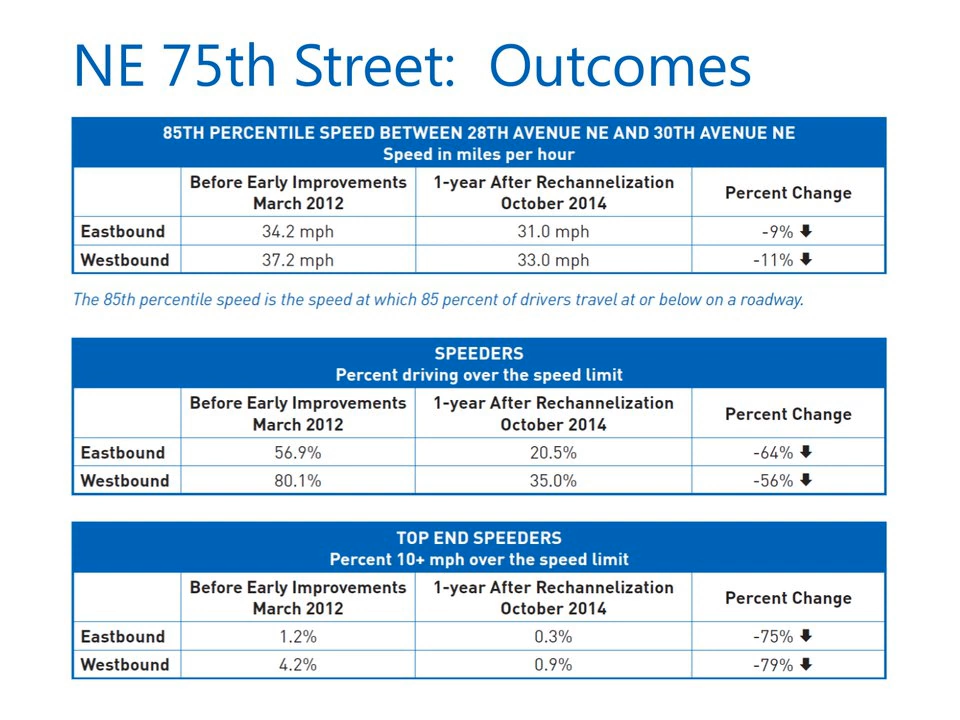 NE 75th Street:  Outcomes
85TH PERCENTILE SPEED BETWEEN 28TH AVENUE NE AND 30TH AVENUE NE
Speed in miles per hour
Before Early Improvements March 2012 1-year After Rechannelization October 2014 Percent Change
Eastbound 34.2 mph 31.0 mph -9% 🡇
Westbound 37.2 mph 33.0 mph -11% 🡇
The 85th percentile speed is the speed at which 85 percent of drivers travel at or below on a roadway.
SPEEDERS
Percent driving over the speed limit
Before Early Improvements March 2012 1-year After Rechannelization October 2014 Percent Change
Eastbound 56.9% 20.5% -64% 🡇
Westbound 80.1% 35.0% -56% 🡇
TOP END SPEEDERS
Percent 10+ mph over the speed limit
Before Early Improvements March 2012 1-year After Rechannelization October 2014 Percent Change
Eastbound 1.2% 0.3% -75% 🡇
Westbound 4.2% 0.9% -79% 🡇